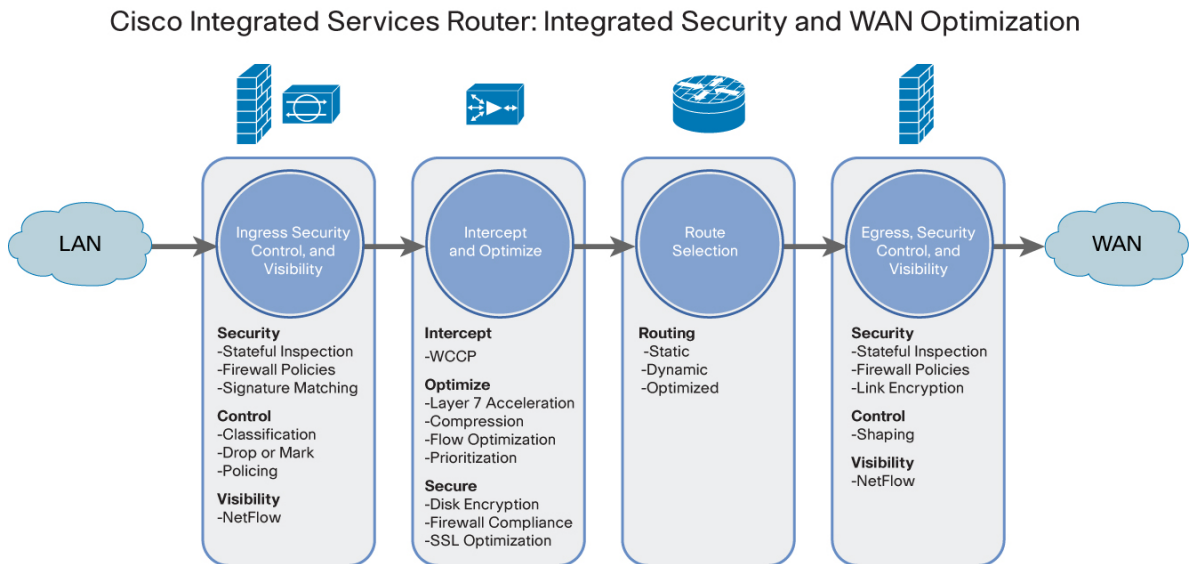 Cisco Integrated Services Router: Integrated Security and WAN Optimization
LAN
Ingress Security
Control, and
Visibility
Security
-Stateful Inspection
-Firewall Policies
-Signature Matching
Control
-Classification
-Drop or Mark
-Policing
Visibility
-NetFlow
Intercept
and Optimize
Intercept
-WCCP
Optimize
-Layer 7 Acceleration
-Compression
-Flow Optimization
-Prioritization
Secure
-Disk Encryption
-Firewall Compliance
-SSL Optimization
Route
Selection
Routing
-Static
-Dynamic
-Optimized
Egress, Security
Control, and
Visibility
Security
-Stateful Inspection
-Firewall Policies
-Link Encryption
Control
-Shaping
Visibility
-NetFlow
WAN